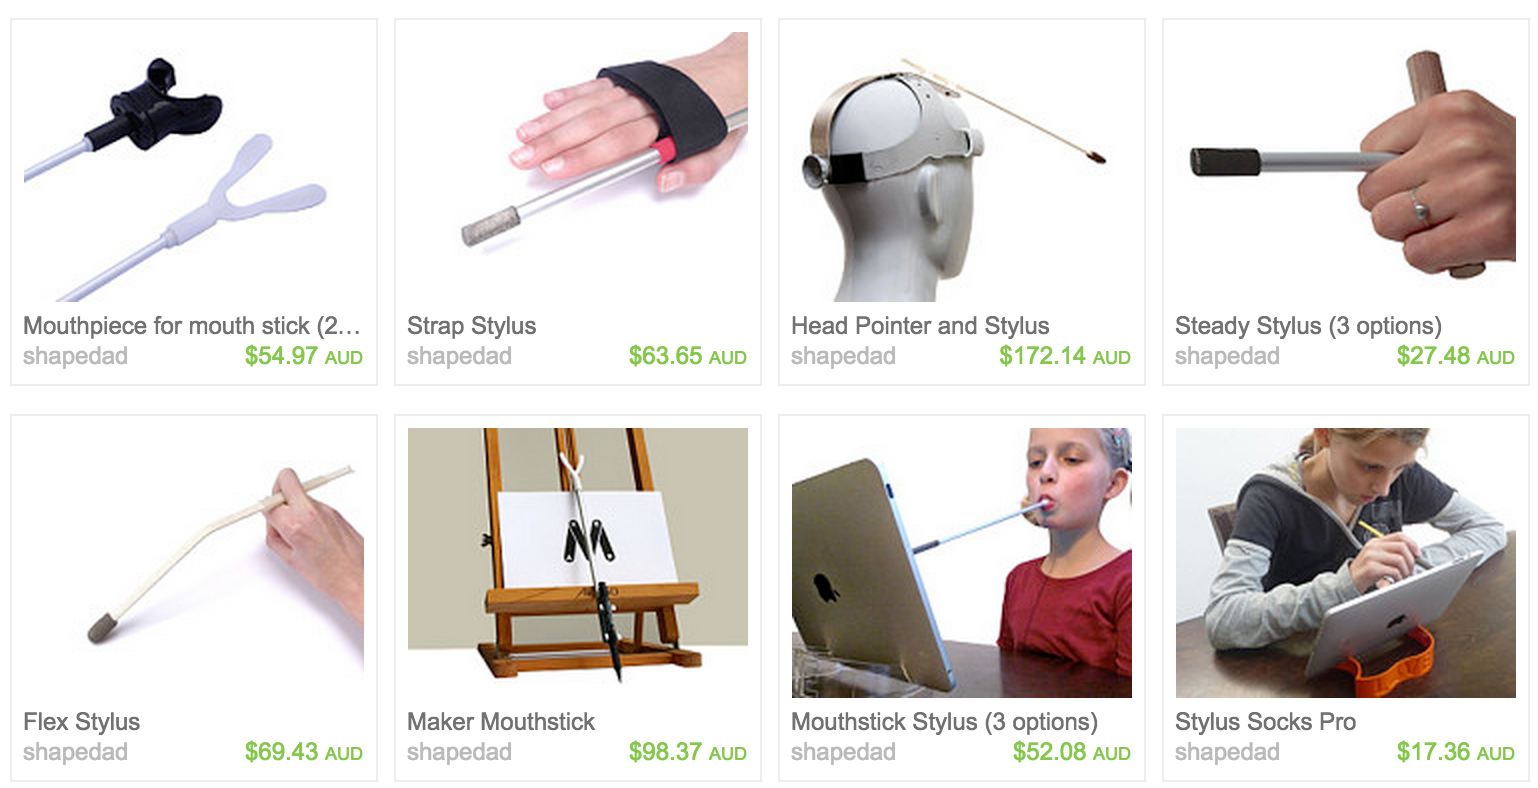 Mouthpiece for mouth stick (2...
shapedad $54.97 AUD
Strap Stylus
shapedad $63.65 AUD
Head Pointer and Stylus
shapedad $172.14 AUD
Steady Stylus (3 options)
shapedad $27.48 AUD
Flex Stylus
shapedad $69.43 AUD
Maker Mouthstick
shapedad $98.37 AUD
Mouthstick Stylus (3 options)
shapedad $52.08 AUD
Stylus Socks Pro
shapedad $17.36 AUD